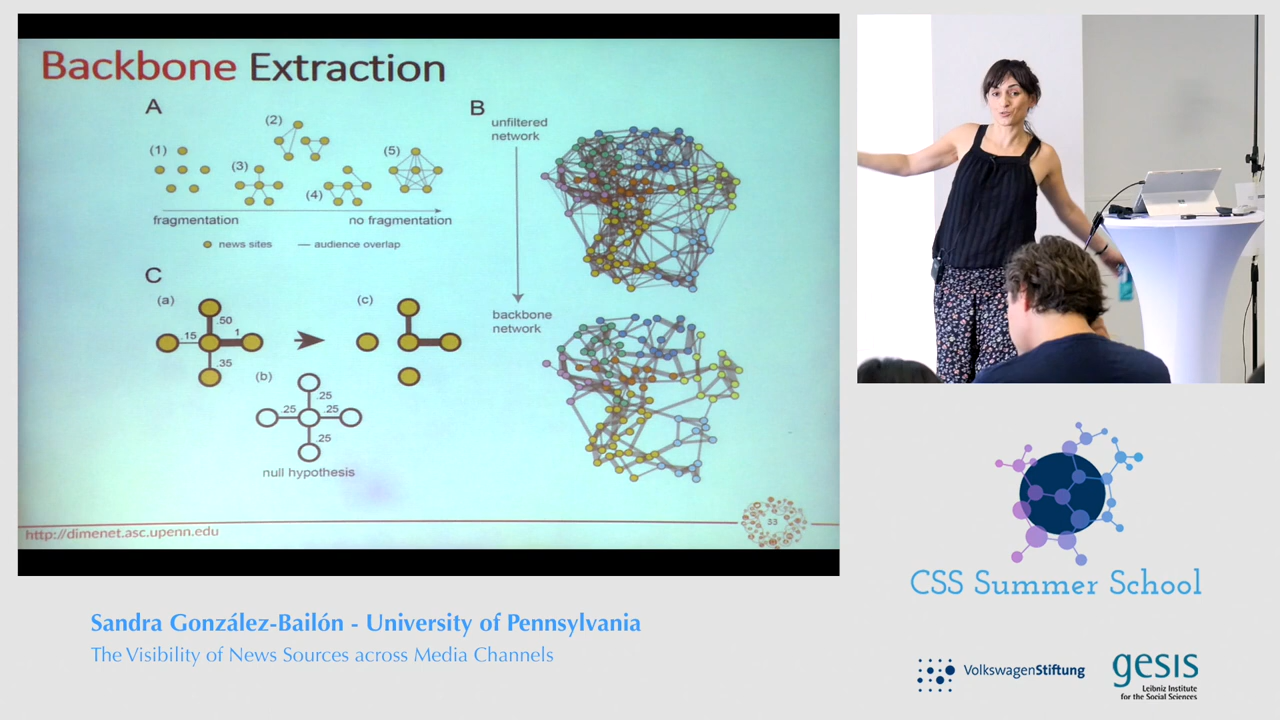 Backbone Extraction
A
(1)
(2)
(3)
(4)
(5)
fragmentation
no fragmentation
news sites
audience overlap
B
unfiltered
network
backbone
network
C
(a)
.50
.15
1
.35
(b)
.25
.25
.25
.25
null hypothesis
(c)
http://dimenet.asc.upenn.edu
33
Sandra González-Bailón - University of Pennsylvania
The Visibility of News Sources across Media Channels
CSS Summer School
VolkswagenStiftung
gesis
Leibniz Institute
for the Social Sciences